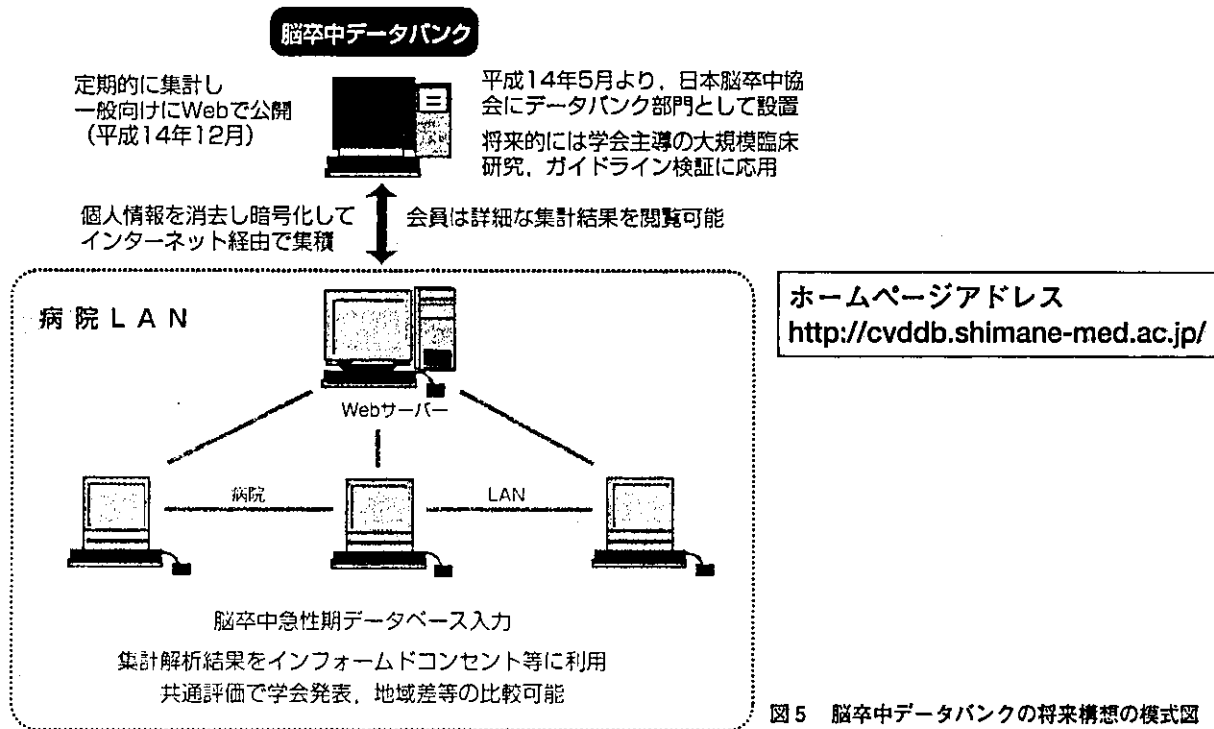 脳卒中データバンク
定期的に集計し
一般向けにWebで公開
（平成14年12月）
平成14年5月より，日本脳卒中協
会にデータバンク部門として設置
将来的には学会主導の大規模臨床
研究，ガイドライン検証に応用
個人情報を消去し暗号化して
インターネット経由で集積
会員は詳細な集計結果を閲覧可能
病院LAN
ホームページアドレス
http://cvddb.shimane-med.ac.jp/
Webサーバー
病院
LAN
脳卒中急性期データベース入力
集計解析結果をインフォームドコンセント等に利用
共通評価で学会発表，地域差等の比較可能
図5　脳卒中データバンクの将来構想の模式図